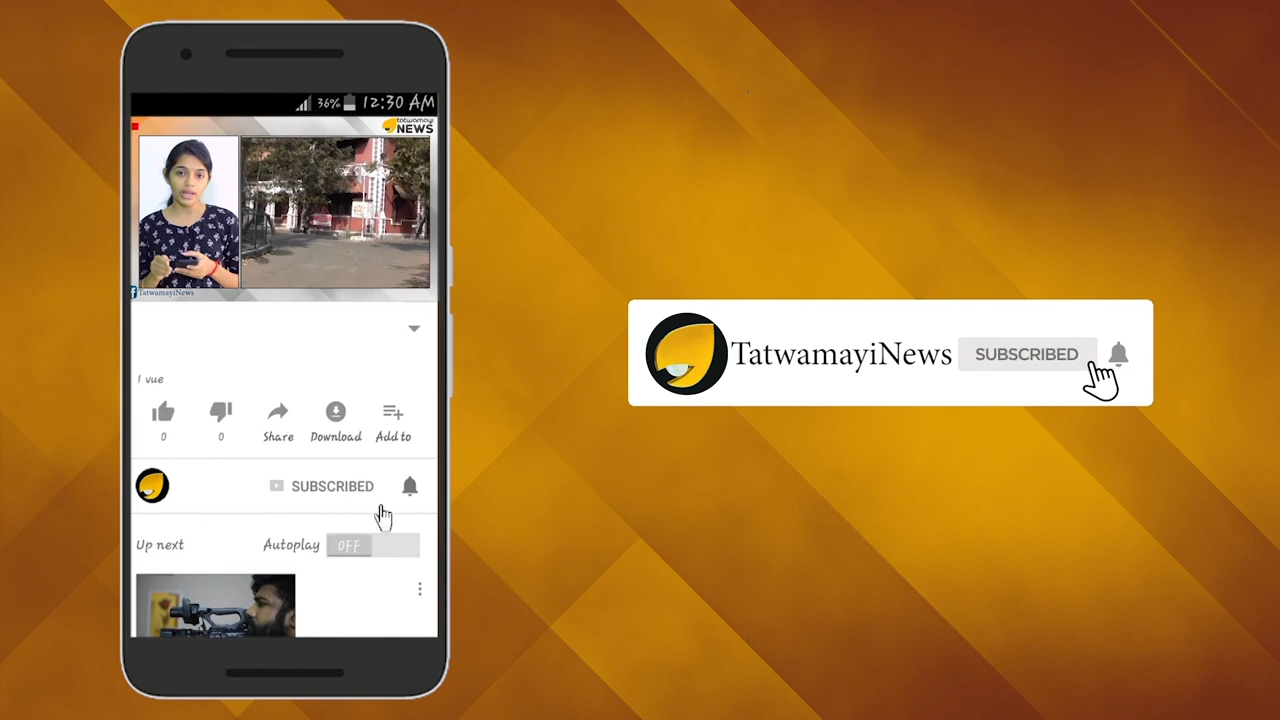 36% 12:30 AM
tatwamayi
NEWS
TatwamayiNews
1 vue
0 0 Share Download Add to
SUBSCRIBED
Up next Autoplay OFF
TatwamayiNews SUBSCRIBED